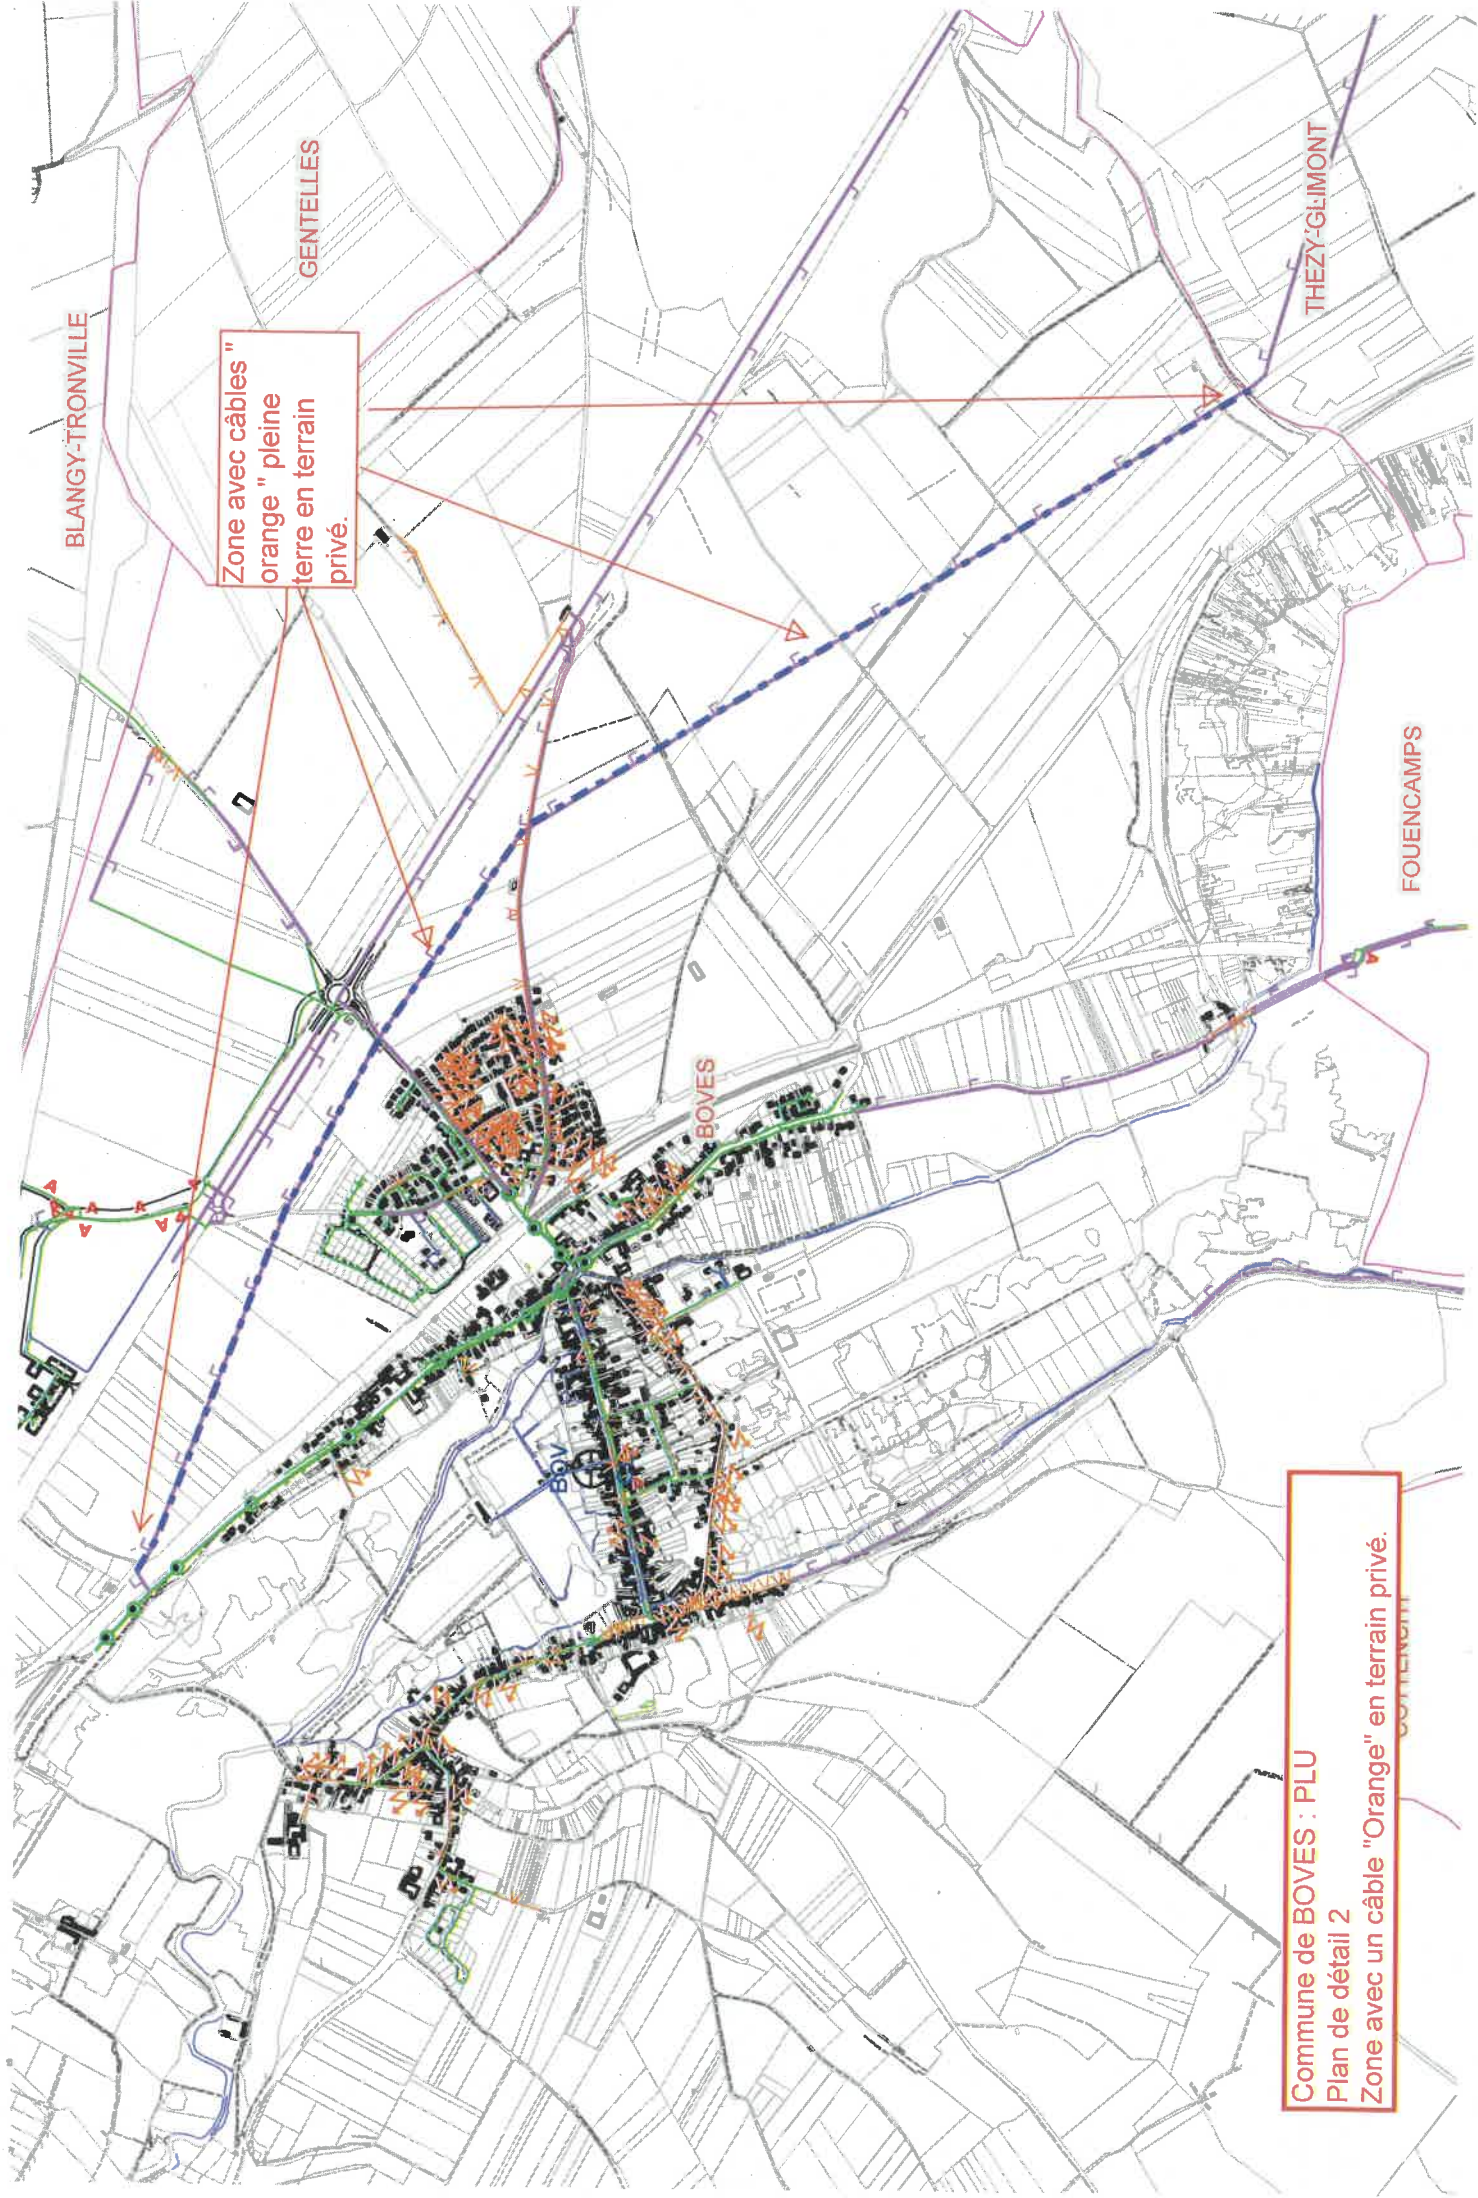 BLANGY-TRONVILLE
GENTELLES
Zone avec câbles "
orange " pleine
terre en terrain
privé.
THEZY-GLIMONT
FOUENCAMPS
BOVES
BOV
Commune de BOVES : PLU
Plan de détail 2
Zone avec un câble "Orange" en terrain privé.